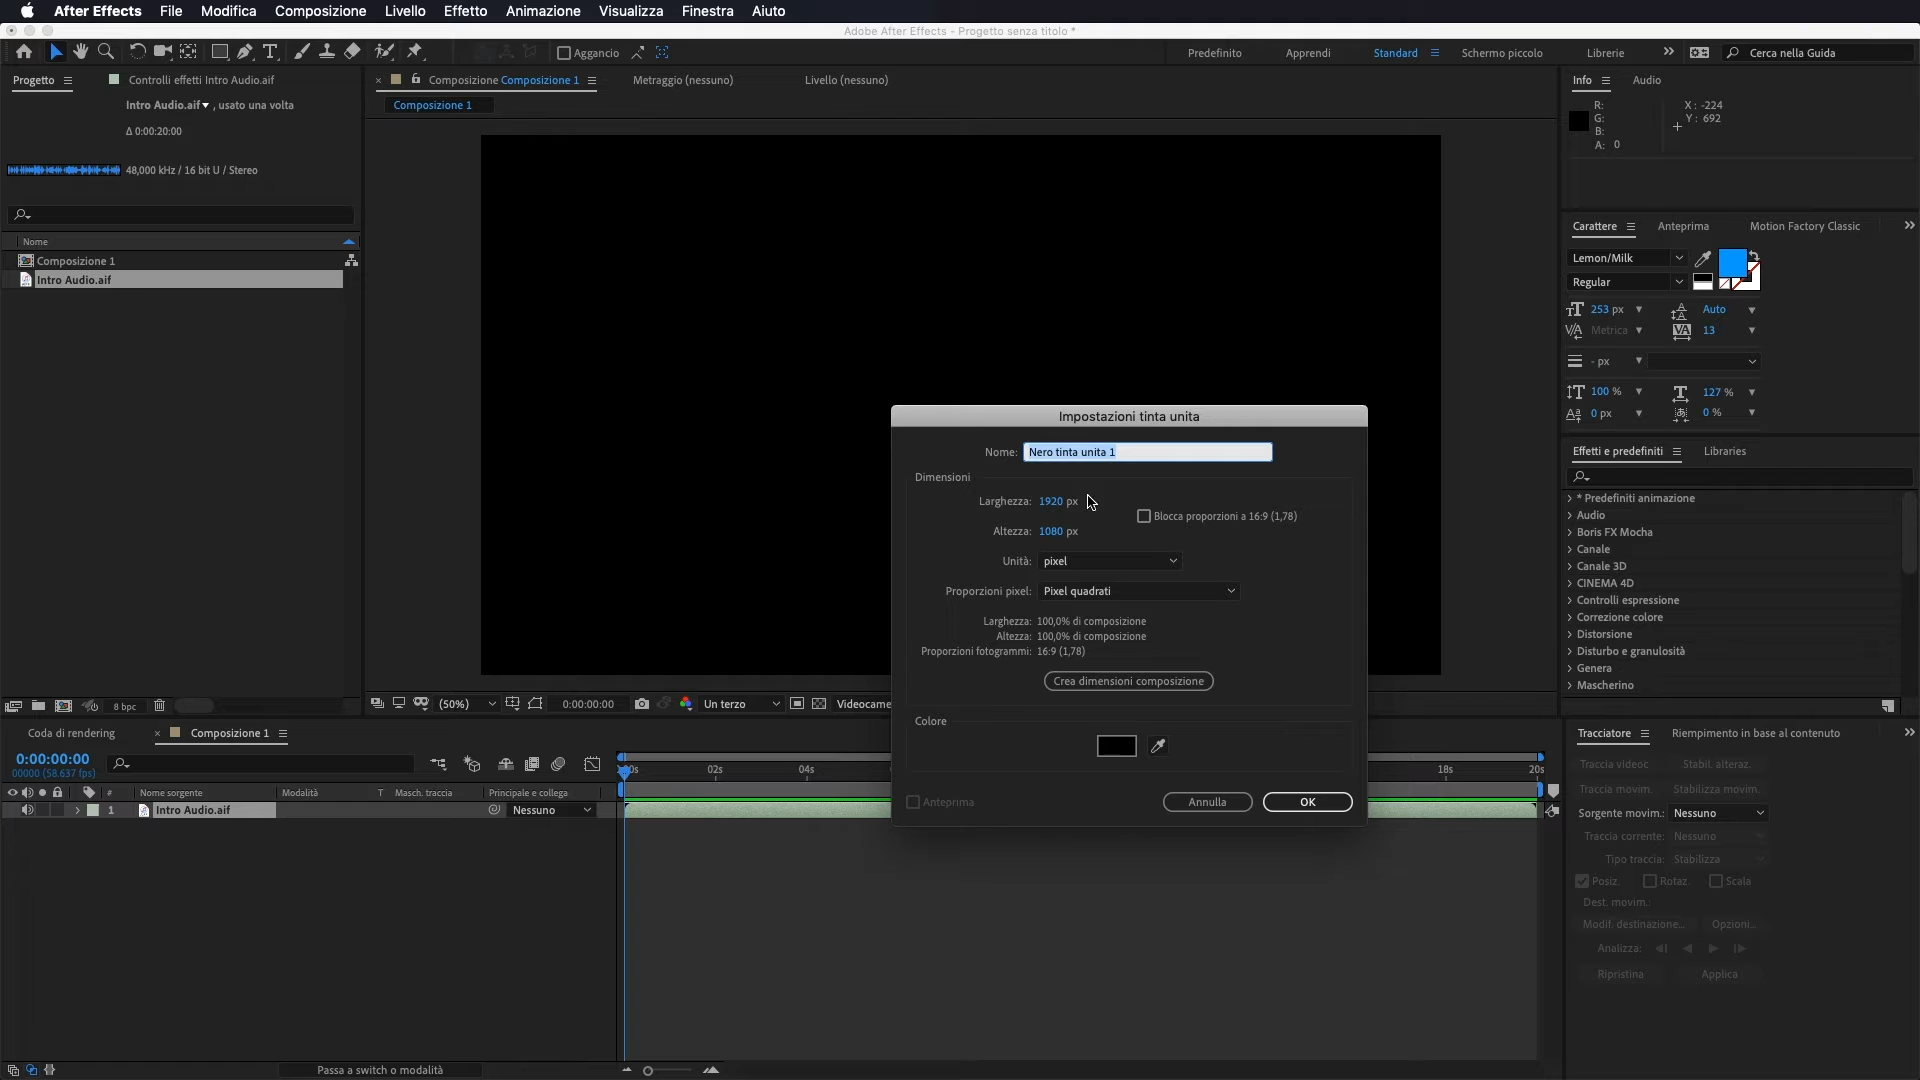 After Effects File Modifica Composizione Livello Effetto Animazione Visualizza Finestra Aiuto
Adobe After Effects - Progetto senza titolo *
Aggancio Predefinito Apprendi Standard Schermo piccolo Librerie Cerca nella Guida
Progetto Controlli effetti Intro Audio.aif
Intro Audio.aif , usato una volta
Δ 0:00:20:00
48,000 kHz / 16 bit U / Stereo
Nome
Composizione 1
Intro Audio.aif
8 bpc
Composizione Composizione 1 Metraggio (nessuno) Livello (nessuno)
Composizione 1
(50%) 0:00:00:00 Un terzo Videocame
Impostazioni tinta unita
Nome: Nero tinta unita 1
Dimensioni
Larghezza: 1920 px
Blocca proporzioni a 16:9 (1,78)
Altezza: 1080 px
Unità: pixel
Proporzioni pixel: Pixel quadrati
Larghezza: 100,0% di composizione
Altezza: 100,0% di composizione
Proporzioni fotogrammi: 16:9 (1,78)
Crea dimensioni composizione
Colore
Anteprima Annulla OK
Info Audio
R: X: -224
G: Y: 692
B:
A: 0
Carattere Anteprima Motion Factory Classic
Lemon/Milk
Regular
253 px Auto
Metrica 13
- px
100 % 127 %
0 px 0 %
Effetti e predefiniti Libraries
* Predefiniti animazione
Audio
Boris FX Mocha
Canale
Canale 3D
CINEMA 4D
Controlli espressione
Correzione colore
Distorsione
Disturbo e granulosità
Genera
Mascherino
Coda di rendering Composizione 1
0:00:00:00
00000 (58.637 fps)
02s 04s 18s 20s
# Nome sorgente Modalità T Masch. traccia Principale e collega
1 Intro Audio.aif Nessuno
Passa a switch o modalità
Tracciatore Riempimento in base al contenuto
Traccia videoc Stabil. alteraz.
Traccia movim. Stabilizza movim.
Sorgente movim.: Nessuno
Traccia corrente: Nessuno
Tipo traccia: Stabilizza
Posiz. Rotaz. Scala
Dest. movim.:
Modif. destinazione... Opzioni...
Analizza:
Ripristina Applica